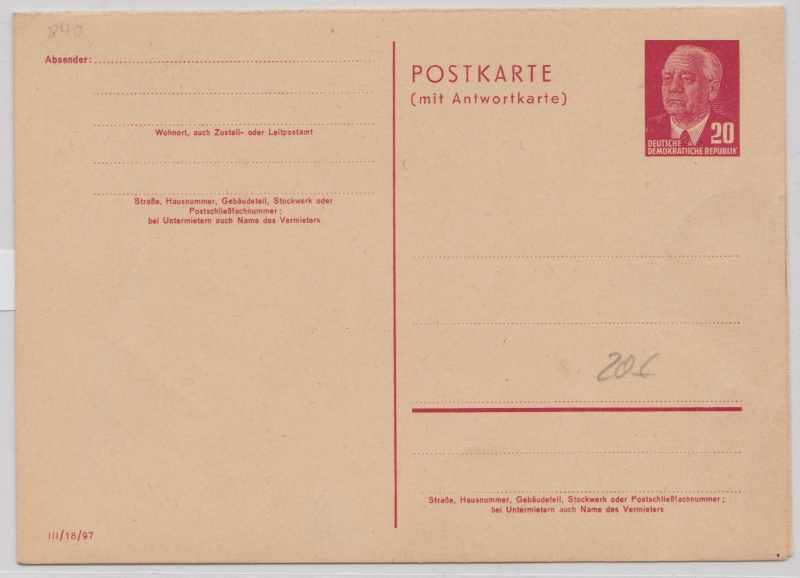 840
Absender:
Wohnort, auch Zustell- oder Leitpostamt
Straße, Hausnummer, Gebäudeteil, Stockwerk oder
Postschließfachnummer;
bei Untermietern auch Name des Vermieters
III/18/97
POSTKARTE
(mit Antwortkarte)
20
DEUTSCHE
DEMOKRATISCHE REPUBLIK
Straße, Hausnummer, Gebäudeteil, Stockwerk oder Postschließfachnummer;
bei Untermietern auch Name des Vermieters